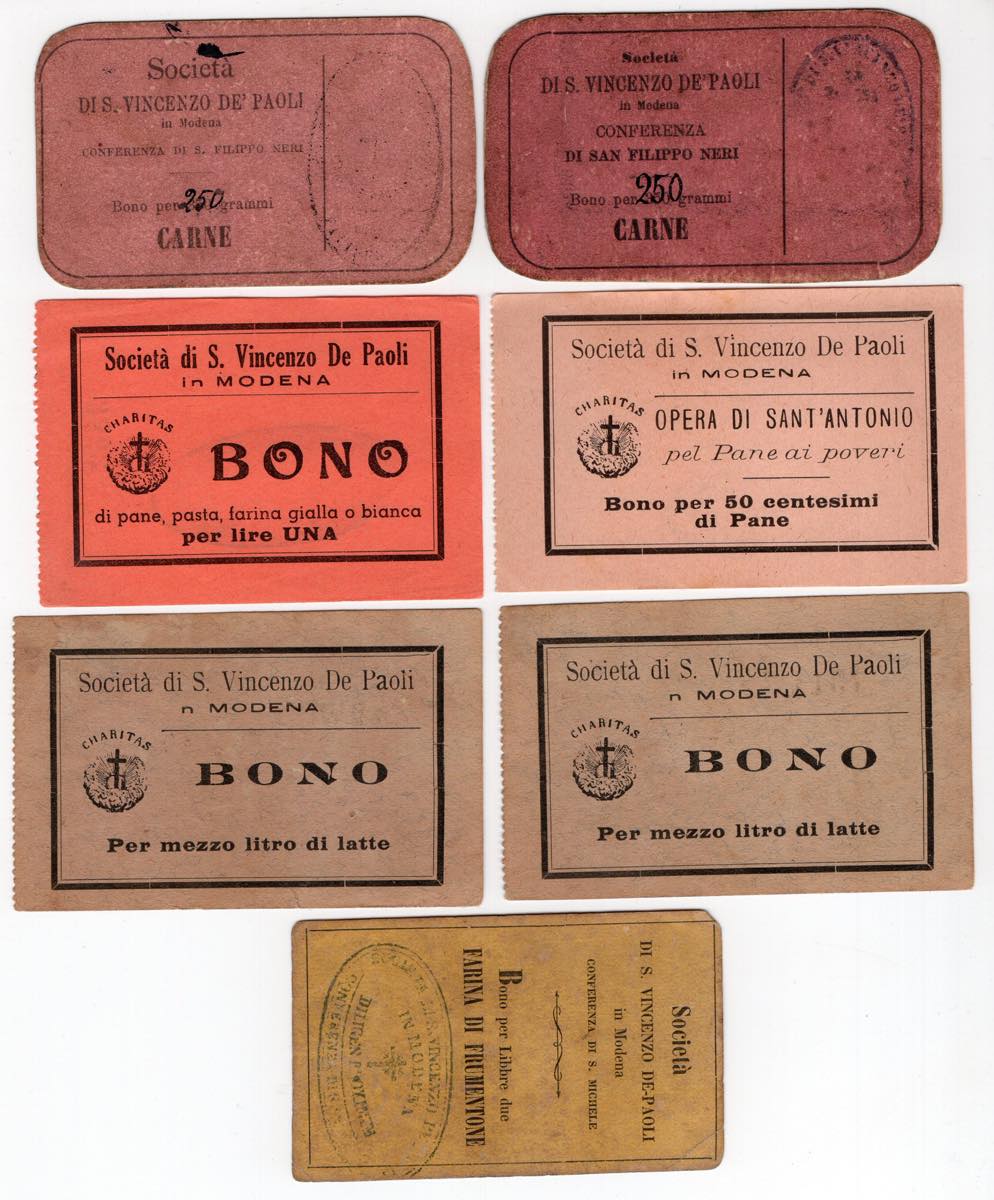 Società
DI S. VINCENZO DE' PAOLI
in Modena
CONFERENZA DI S. FILIPPO NERI
Bono per 250 grammi
CARNE
Società
DI S. VINCENZO DE' PAOLI
in Modena
CONFERENZA
DI SAN FILIPPO NERI
Bono per 250 grammi
CARNE
Società di S. Vincenzo De Paoli
in MODENA
CHARITAS
BONO
di pane, pasta, farina gialla o bianca
per lire UNA
Società di S. Vincenzo De Paoli
in MODENA
CHARITAS
OPERA DI SANT'ANTONIO
pel Pane ai poveri
Bono per 50 centesimi
di Pane
Società di S. Vincenzo De Paoli
n MODENA
CHARITAS
BONO
Per mezzo litro di latte
Società di S. Vincenzo De Paoli
n MODENA
CHARITAS
BONO
Per mezzo litro di latte
Società
DI S. VINCENZO DE-PAOLI
in Modena
CONFERENZA DI S. MICHELE
Bono per Libbre due
FARINA DI FRUMENTONE
SOCIETA DI S. VINCENZO DE
IN MODENA